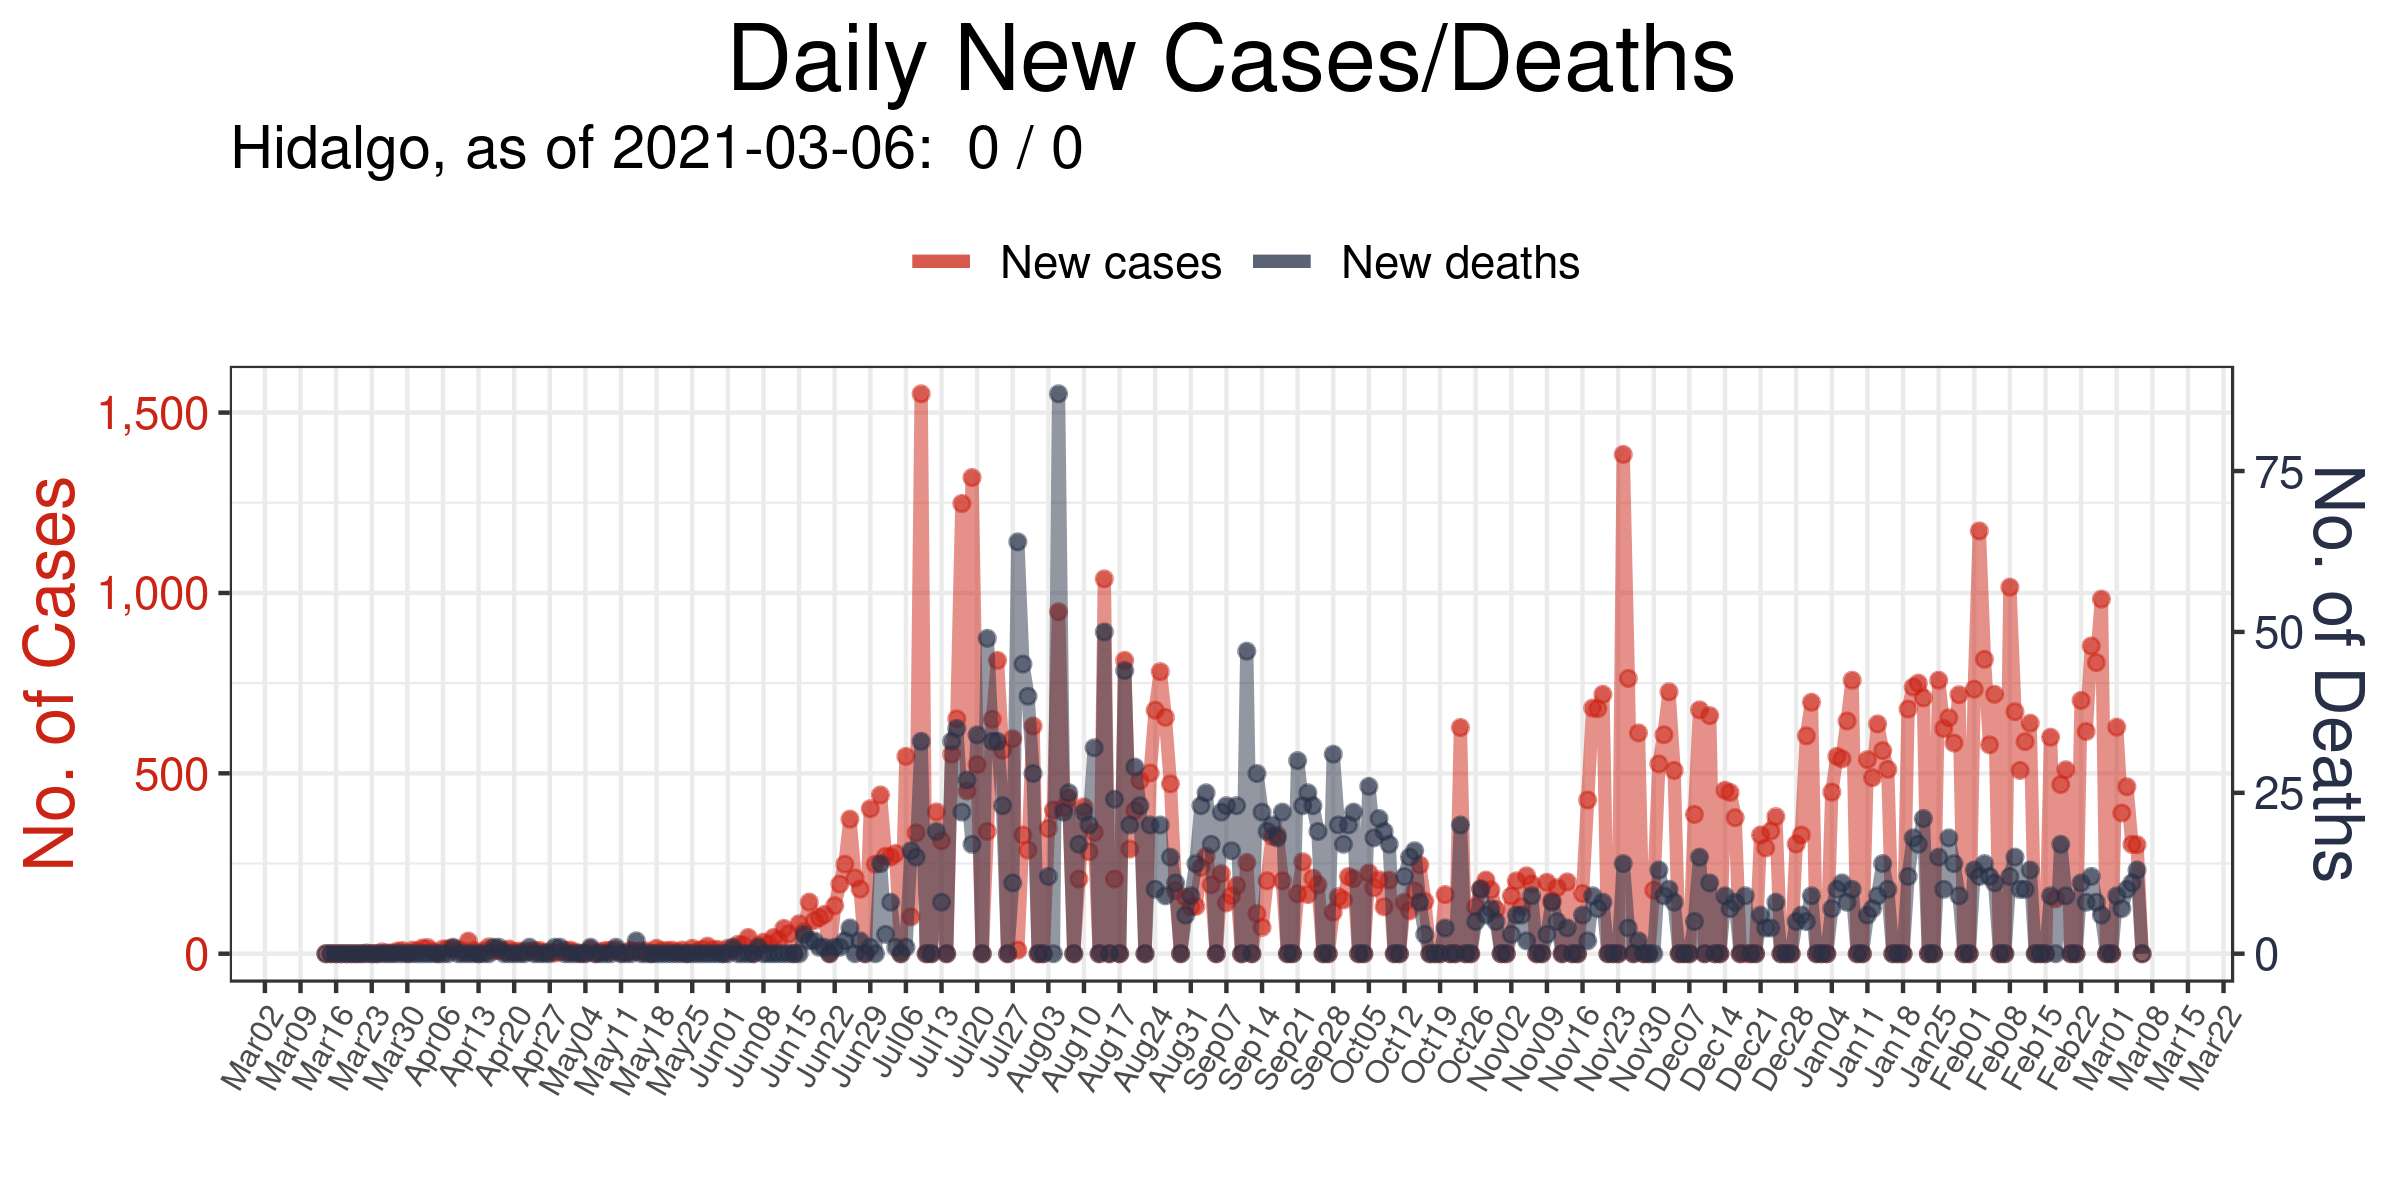 Daily New Cases/Deaths
Hidalgo, as of 2021-03-06: 0 / 0
New cases
New deaths
No. of Cases
1,500
1,000
500
0
75
50
25
0
No. of Deaths
Mar02
Mar09
Mar16
Mar23
Mar30
Apr06
Apr13
Apr20
Apr27
May04
May11
May18
May25
Jun01
Jun08
Jun15
Jun22
Jun29
Jul06
Jul13
Jul20
Jul27
Aug03
Aug10
Aug17
Aug24
Aug31
Sep07
Sep14
Sep21
Sep28
Oct05
Oct12
Oct19
Oct26
Nov02
Nov09
Nov16
Nov23
Nov30
Dec07
Dec14
Dec21
Dec28
Jan04
Jan11
Jan18
Jan25
Feb01
Feb08
Feb15
Feb22
Mar01
Mar08
Mar15
Mar22